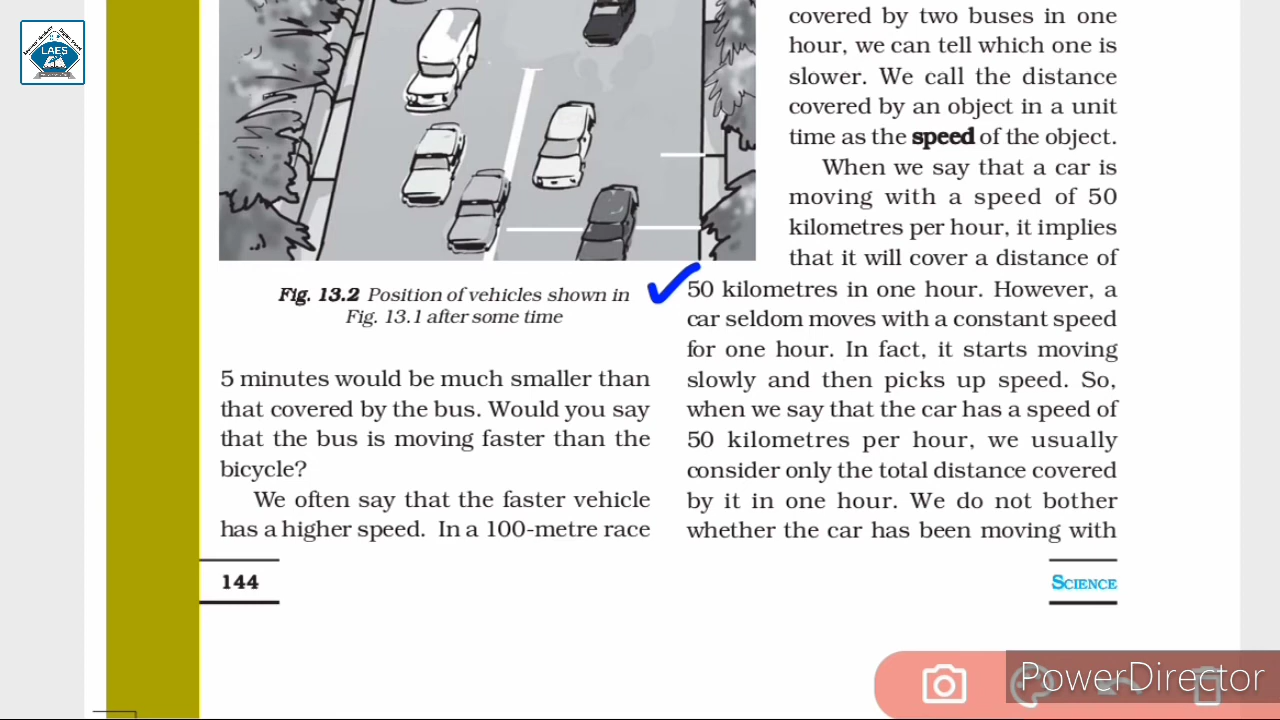 LAES
Fig. 13.2 Position of vehicles shown in
Fig. 13.1 after some time
5 minutes would be much smaller than
that covered by the bus. Would you say
that the bus is moving faster than the
bicycle?
We often say that the faster vehicle
has a higher speed. In a 100-metre race
covered by two buses in one
hour, we can tell which one is
slower. We call the distance
covered by an object in a unit
time as the speed of the object.
When we say that a car is
moving with a speed of 50
kilometres per hour, it implies
that it will cover a distance of
50 kilometres in one hour. However, a
car seldom moves with a constant speed
for one hour. In fact, it starts moving
slowly and then picks up speed. So,
when we say that the car has a speed of
50 kilometres per hour, we usually
consider only the total distance covered
by it in one hour. We do not bother
whether the car has been moving with
144
SCIENCE
PowerDirector